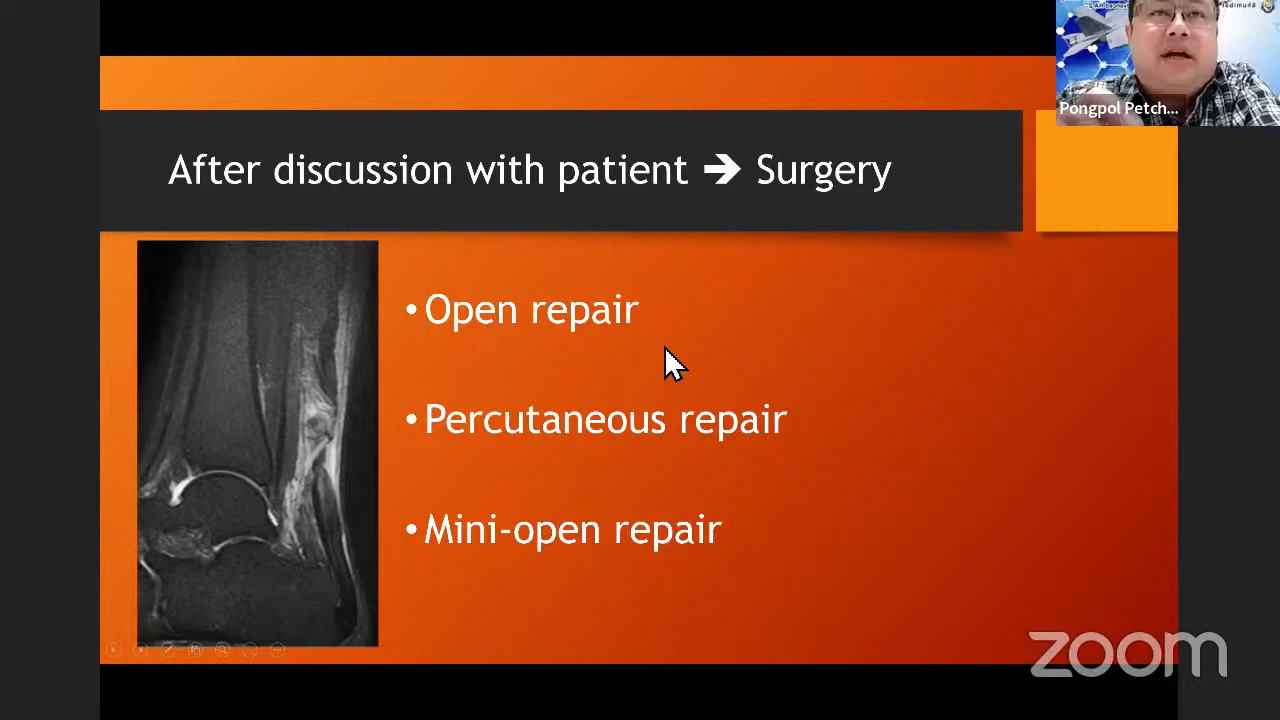 Pongpol Petch...
After discussion with patient ➔ Surgery
• Open repair
• Percutaneous repair
• Mini-open repair
zoom